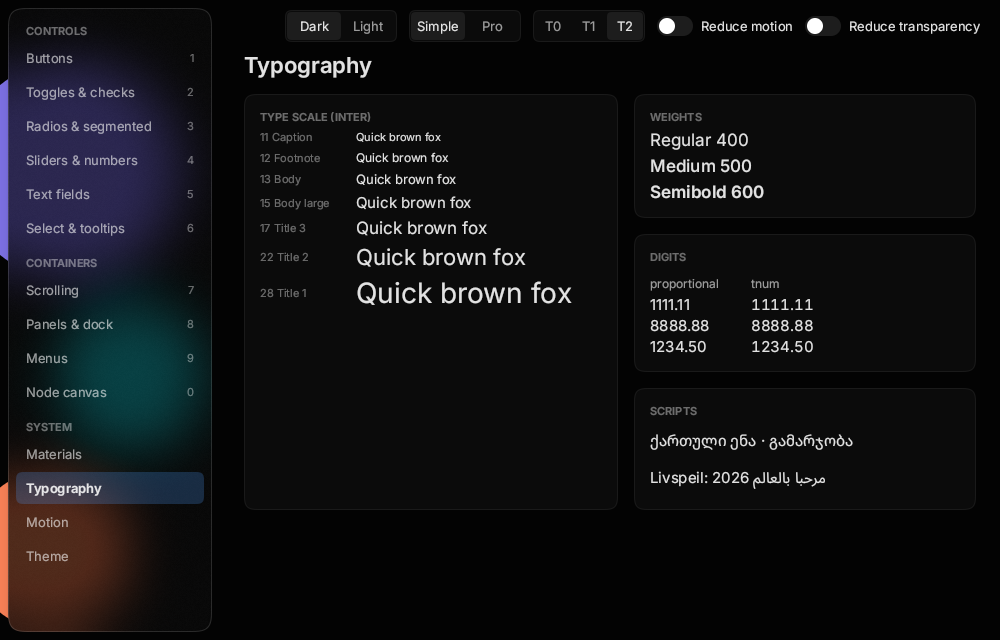 Dark Light Simple Pro T0 T1 T2 Reduce motion Reduce transparency
CONTROLS
Buttons 1
Toggles & checks 2
Radios & segmented 3
Sliders & numbers 4
Text fields 5
Select & tooltips 6
CONTAINERS
Scrolling 7
Panels & dock 8
Menus 9
Node canvas 0
SYSTEM
Materials
Typography
Motion
Theme
Typography
TYPE SCALE (INTER)
11 Caption Quick brown fox
12 Footnote Quick brown fox
13 Body Quick brown fox
15 Body large Quick brown fox
17 Title 3 Quick brown fox
22 Title 2 Quick brown fox
28 Title 1 Quick brown fox
WEIGHTS
Regular 400
Medium 500
Semibold 600
DIGITS
proportional tnum
1111.11 1111.11
8888.88 8888.88
1234.50 1234.50
SCRIPTS
ქართული ენა · გამარჯობა
Livspeil: 2026 مرحبا بالعالم